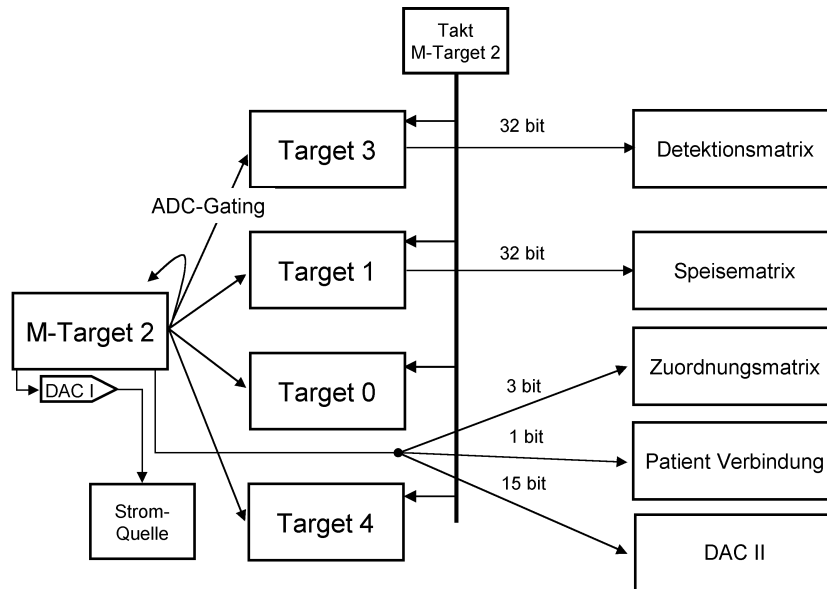 Takt
M-Target 2
Target 3
32 bit
Detektionsmatrix
ADC-Gating
Target 1
32 bit
Speisematrix
M-Target 2
DAC I
Target 0
3 bit
Zuordnungsmatrix
1 bit
Patient Verbindung
15 bit
Strom-
Quelle
Target 4
DAC II